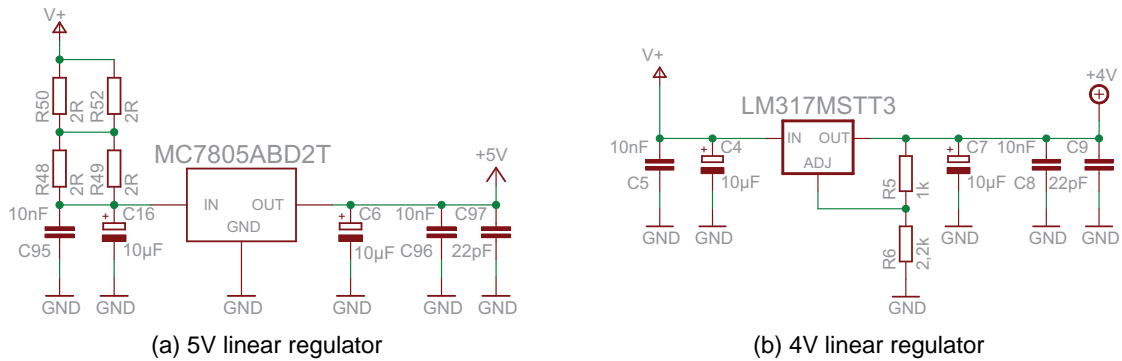 V+
R50
2R
R52
2R
R48
2R
R49
2R
MC7805ABD2T
IN
OUT
GND
+5V
10nF
C95
+
C16
10µF
+
C6
10µF
10nF
C96
C97
22pF
GND
GND
GND
GND
GND
GND
(a) 5V linear regulator
V+
LM317MSTT3
IN
OUT
ADJ
+4V
10nF
C5
+
C4
10µF
R5
1k
+
C7
10µF
10nF
C8
C9
22pF
R6
2,2k
GND
GND
GND
GND
GND
GND
(b) 4V linear regulator